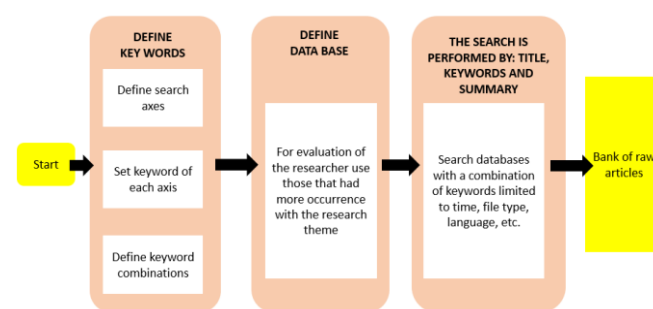 Start
DEFINE
KEY WORDS
Define search
axes
Set keyword of
each axis
Define keyword
combinations
DEFINE
DATA BASE
For evaluation of
the researcher use
those that had
more occurrence
with the research
theme
THE SEARCH IS
PERFORMED BY: TITLE,
KEYWORDS AND
SUMMARY
Search databases
with a combination
of keywords limited
to time, file type,
language, etc.
Bank of raw
articles